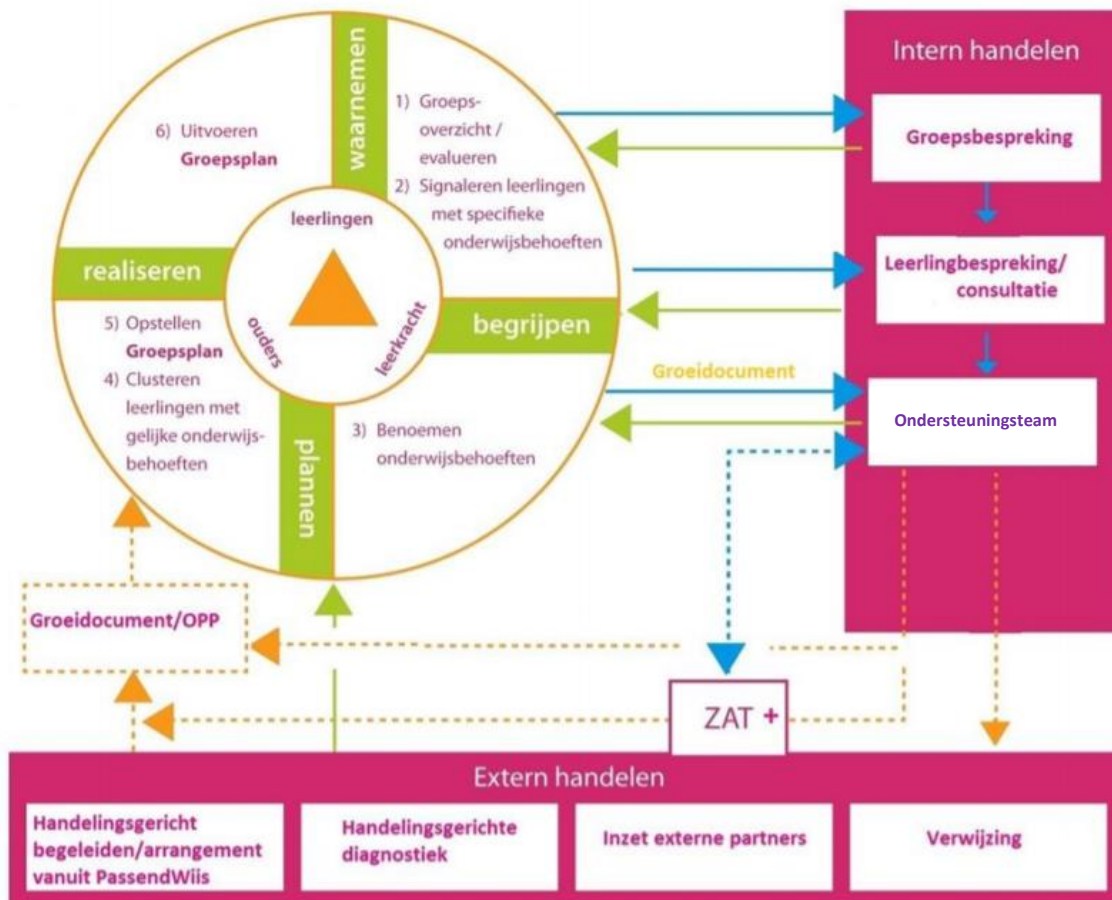 waarnemen
1) Groeps-
overzicht /
evalueren
2) Signaleren leerlingen
met specifieke
onderwijsbehoeften
begrijpen
3) Benoemen
onderwijsbehoeften
plannen
5) Opstellen
Groepsplan
4) Clusteren
leerlingen met
gelijke onderwijs-
behoeften
realiseren
6) Uitvoeren
Groepsplan
leerlingen
ouders
leerkracht
Intern handelen
Groepsbespreking
Leerlingbespreking/
consultatie
Groeidocument
Ondersteuningsteam
Groeidocument/OPP
ZAT +
Extern handelen
Handelingsgericht
begeleiden/arrangement
vanuit PassendWiis
Handelingsgerichte
diagnostiek
Inzet externe partners
Verwijzing